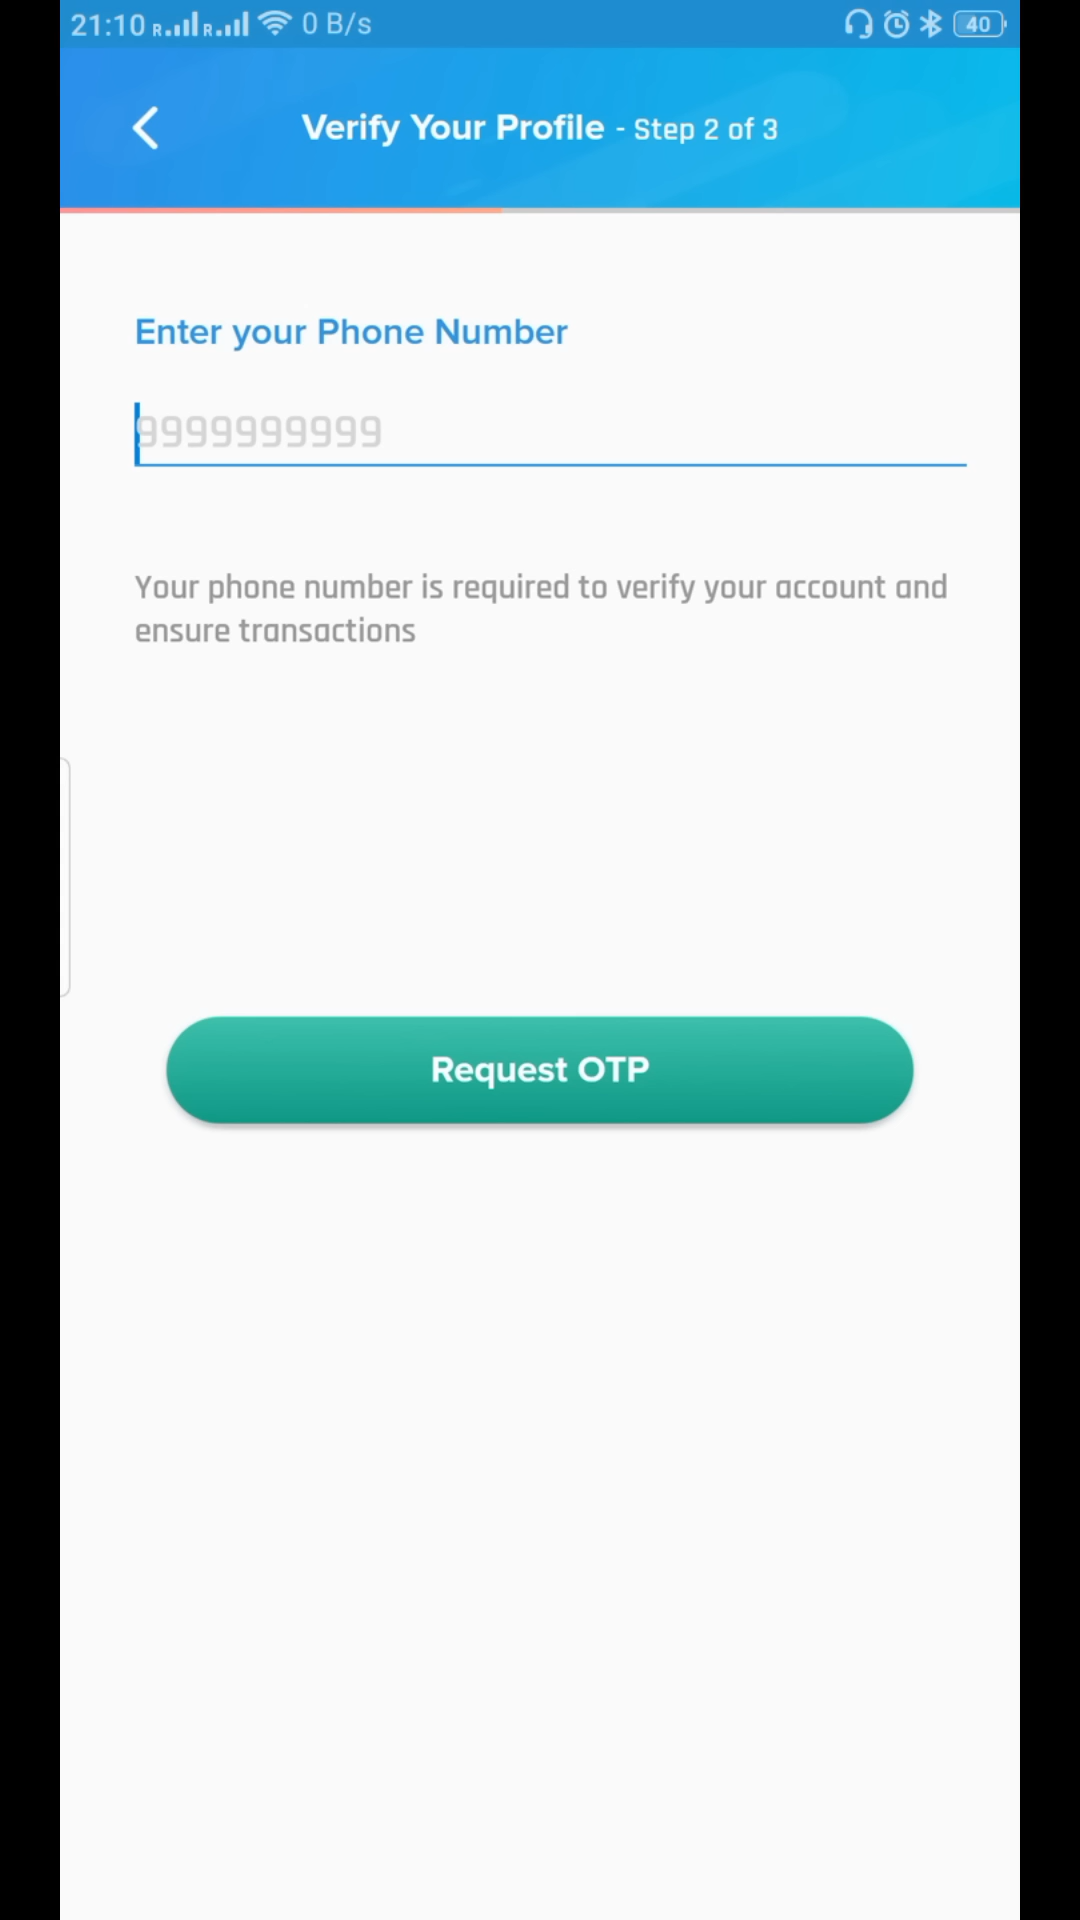 21:10 R R 0 B/s 40
Verify Your Profile - Step 2 of 3
Enter your Phone Number
9999999999
Your phone number is required to verify your account and
ensure transactions
Request OTP